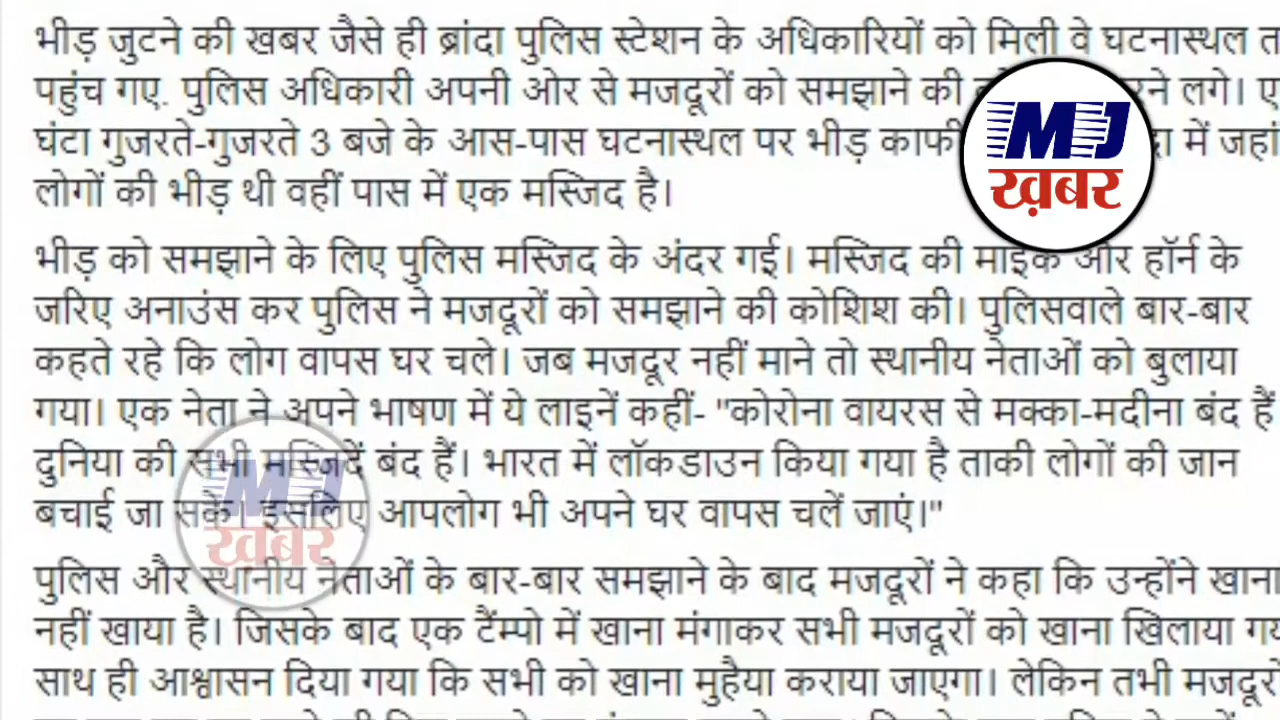 भीड़ जुटने की खबर जैसे ही ब्रांदा पुलिस स्टेशन के अधिकारियों को मिली वे घटनास्थल
पहुंच गए. पुलिस अधिकारी अपनी ओर से मजदूरों को समझाने की लगे।
घंटा गुजरते-गुजरते 3 बजे के आस-पास घटनास्थल पर भीड़ काफी में जहां
लोगों की भीड़ थी वहीं पास में एक मस्जिद है।
MJ
ख़बर
भीड़ को समझाने के लिए पुलिस मस्जिद के अंदर गई। मस्जिद की माइक और हॉर्न के
जरिए अनाउंस कर पुलिस ने मजदूरों को समझाने की कोशिश की। पुलिसवाले बार-बार
कहते रहे कि लोग वापस घर चले। जब मजदूर नहीं माने तो स्थानीय नेताओं को बुलाया
गया। एक नेता ने अपने भाषण में ये लाइनें कहीं- "कोरोना वायरस से मक्का-मदीना बंद हैं
दुनिया की सभी मस्जिदें बंद हैं। भारत में लॉकडाउन किया गया है ताकी लोगों की जान
बचाई जा सके। इसलिए आपलोग भी अपने घर वापस चलें जाएं।"
MJ
ख़बर
पुलिस और स्थानीय नेताओं के बार-बार समझाने के बाद मजदूरों ने कहा कि उन्होंने खाना
नहीं खाया है। जिसके बाद एक टैंम्पो में खाना मंगाकर सभी मजदूरों को खाना खिलाया
साथ ही आश्वासन दिया गया कि सभी को खाना मुहैया कराया जाएगा। लेकिन तभी मजदूरों